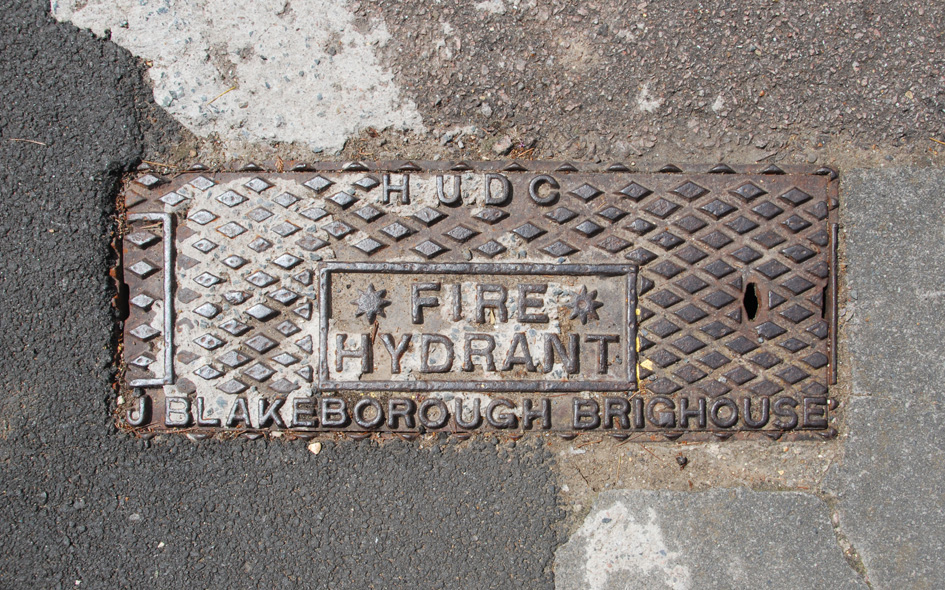 HUDC
FIRE
HYDRANT
J BLAKEBOROUGH BRIGHOUSE